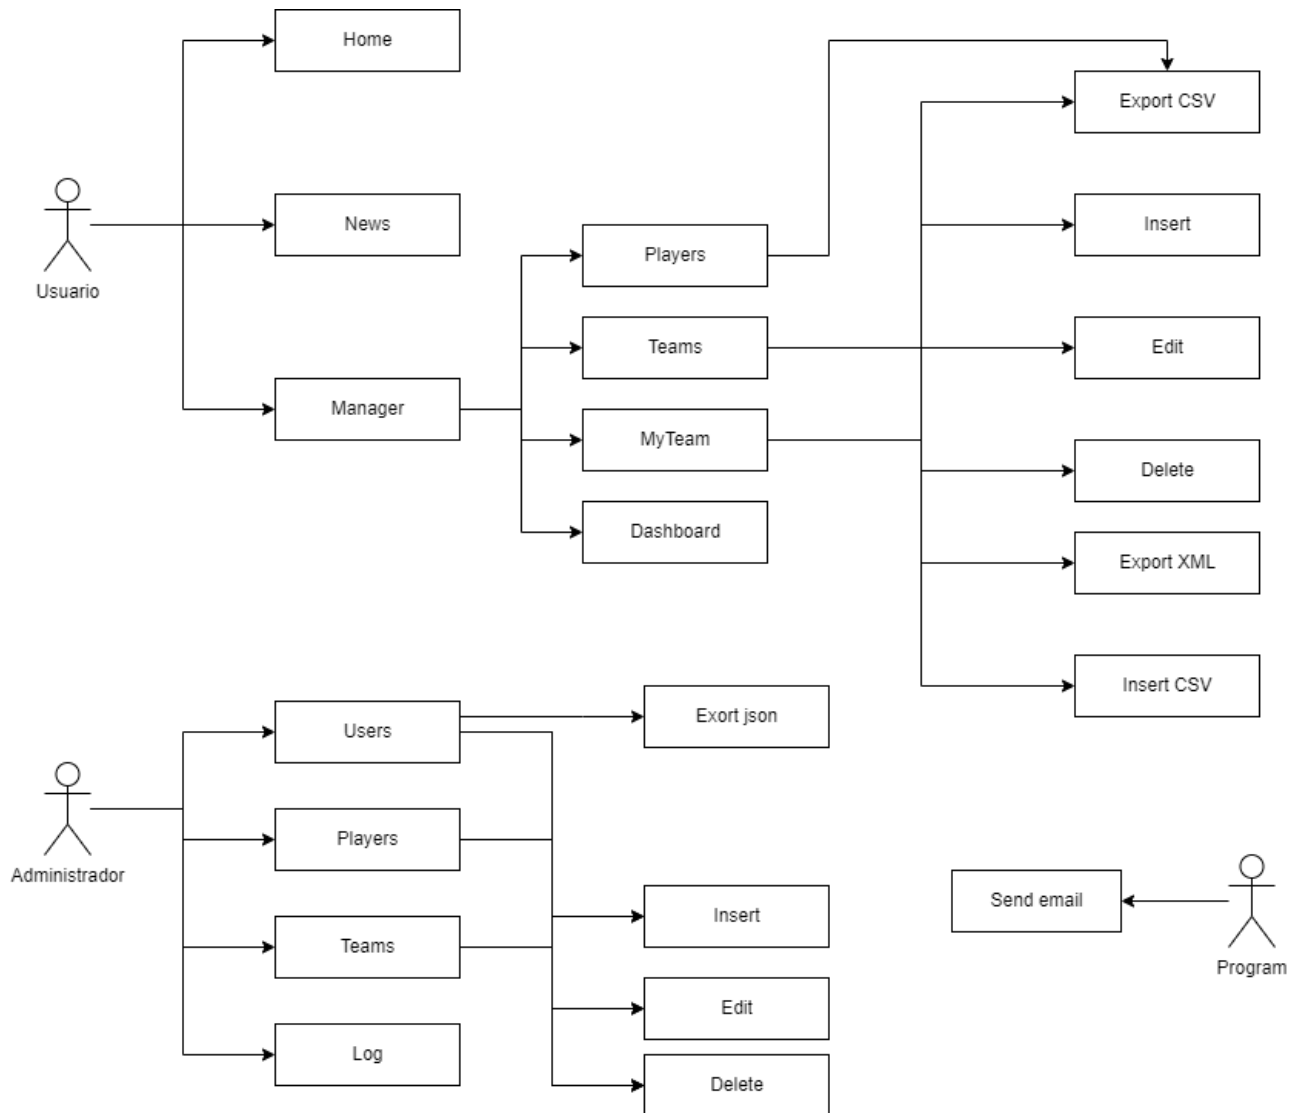 Home
Export CSV
News
Insert
Players
Usuario
Teams
Edit
Manager
MyTeam
Delete
Dashboard
Export XML
Insert CSV
Users
Exort json
Players
Administrador
Send email
Insert
Teams
Program
Edit
Log
Delete